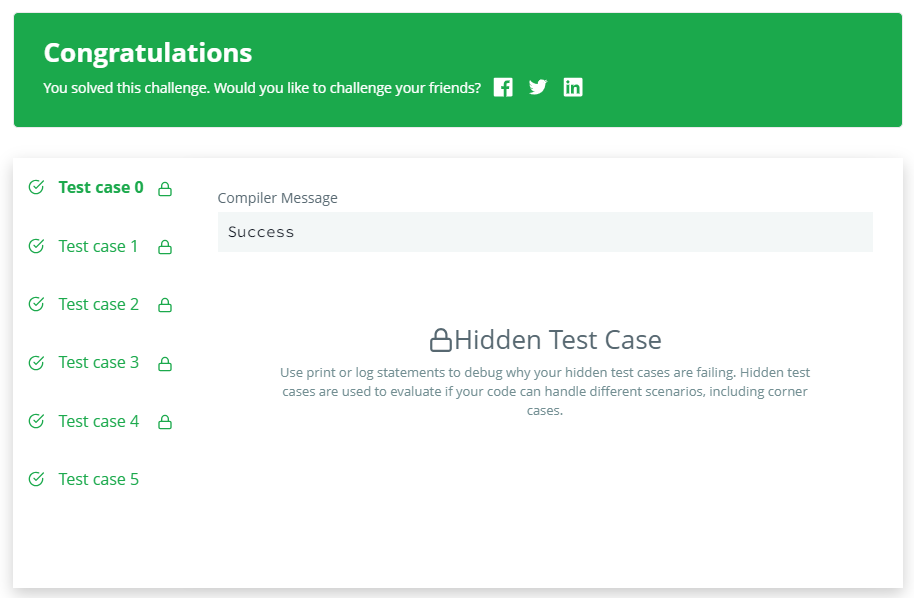 Congratulations
You solved this challenge. Would you like to challenge your friends?
Test case 0
Test case 1
Test case 2
Test case 3
Test case 4
Test case 5
Compiler Message
Success
Hidden Test Case
Use print or log statements to debug why your hidden test cases are failing. Hidden test
cases are used to evaluate if your code can handle different scenarios, including corner
cases.